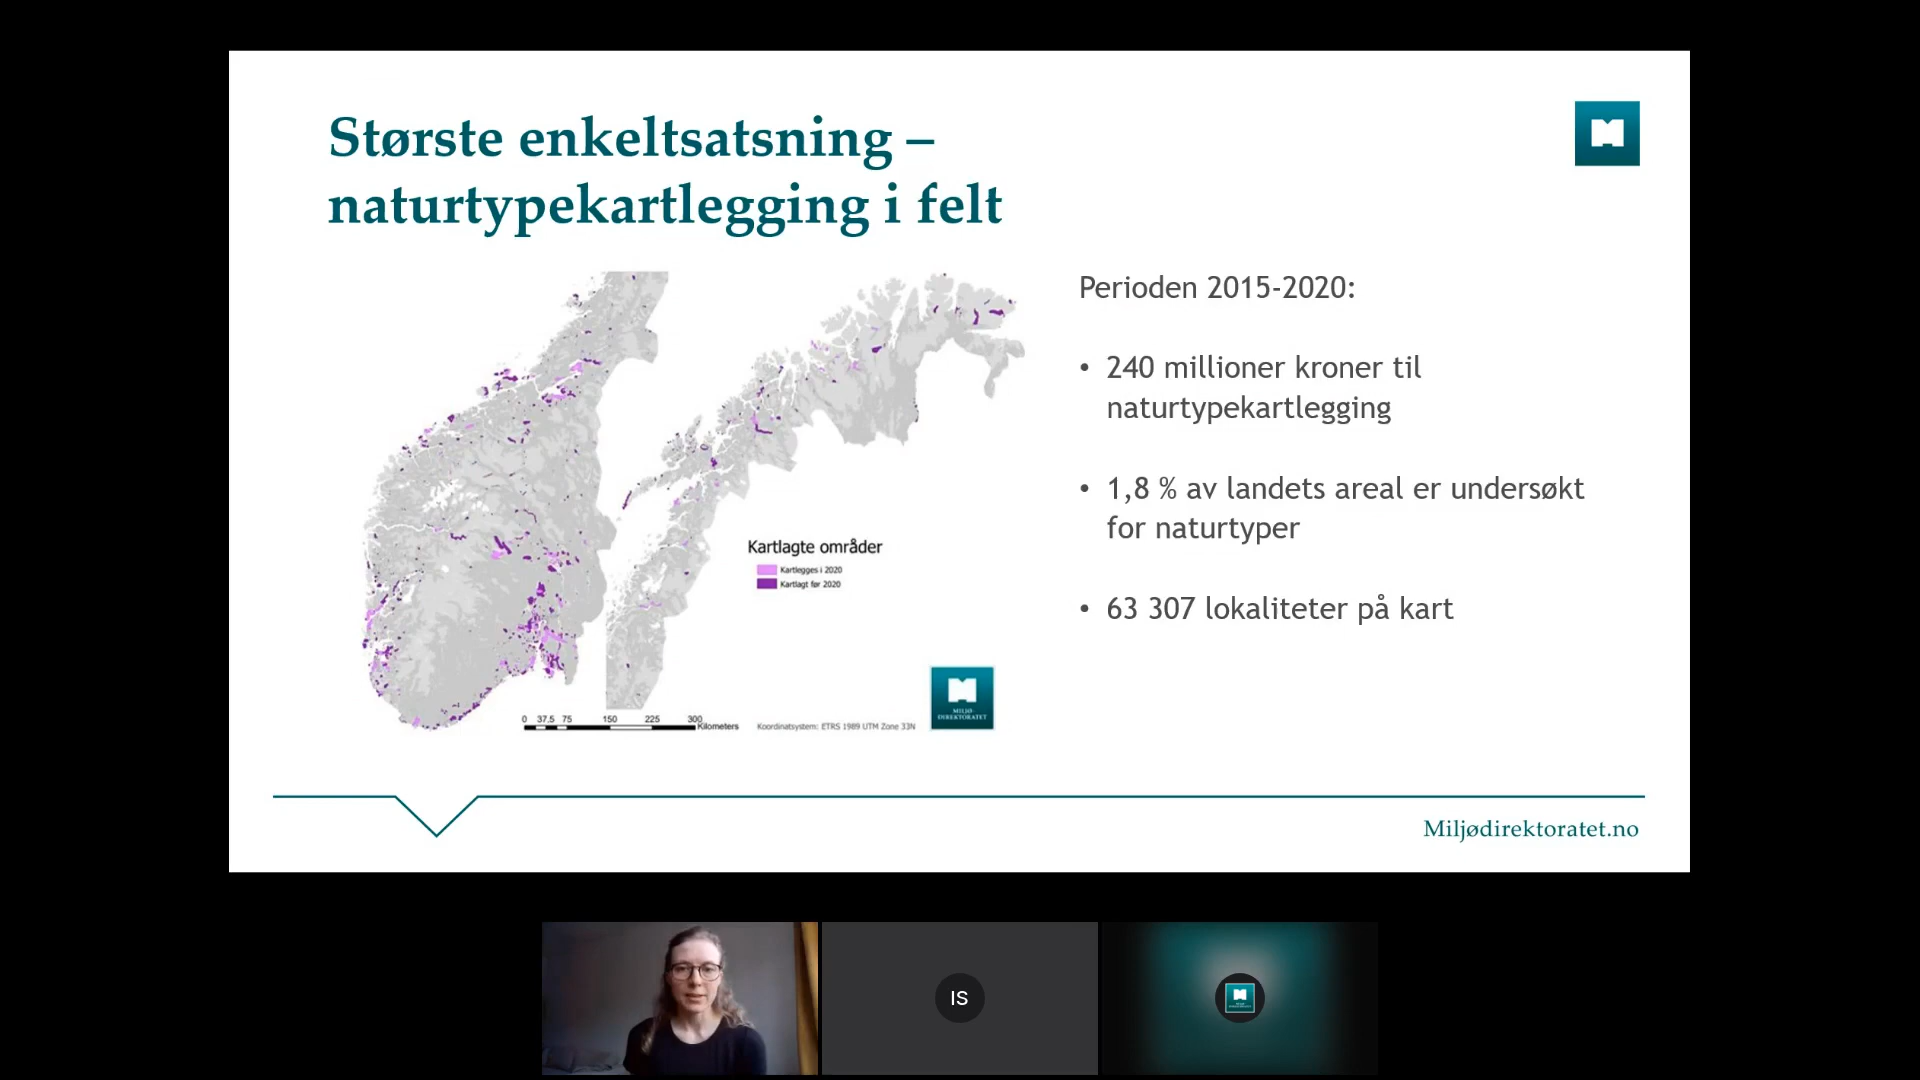 Største enkeltsatsning –
naturtypekartlegging i felt
Perioden 2015-2020:
• 240 millioner kroner til
naturtypekartlegging
• 1,8 % av landets areal er undersøkt
for naturtyper
• 63 307 lokaliteter på kart
Kartlagte områder
Kartlegges i 2020
Kartlagt før 2020
0 37,5 75 150 225 300
Kilometers
Koordinatsystem: ETRS 1989 UTM Zone 33N
MILJØ-
DIREKTORATET
Miljødirektoratet.no
IS